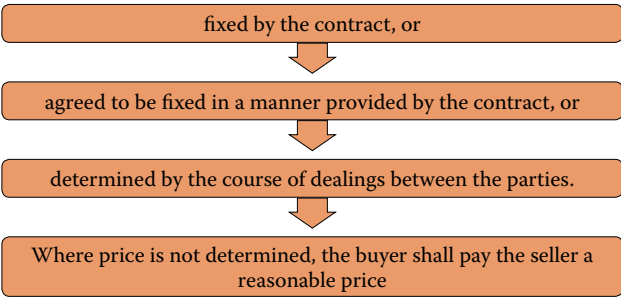 fixed by the contract, or
agreed to be fixed in a manner provided by the contract, or
determined by the course of dealings between the parties.
Where price is not determined, the buyer shall pay the seller a
reasonable price